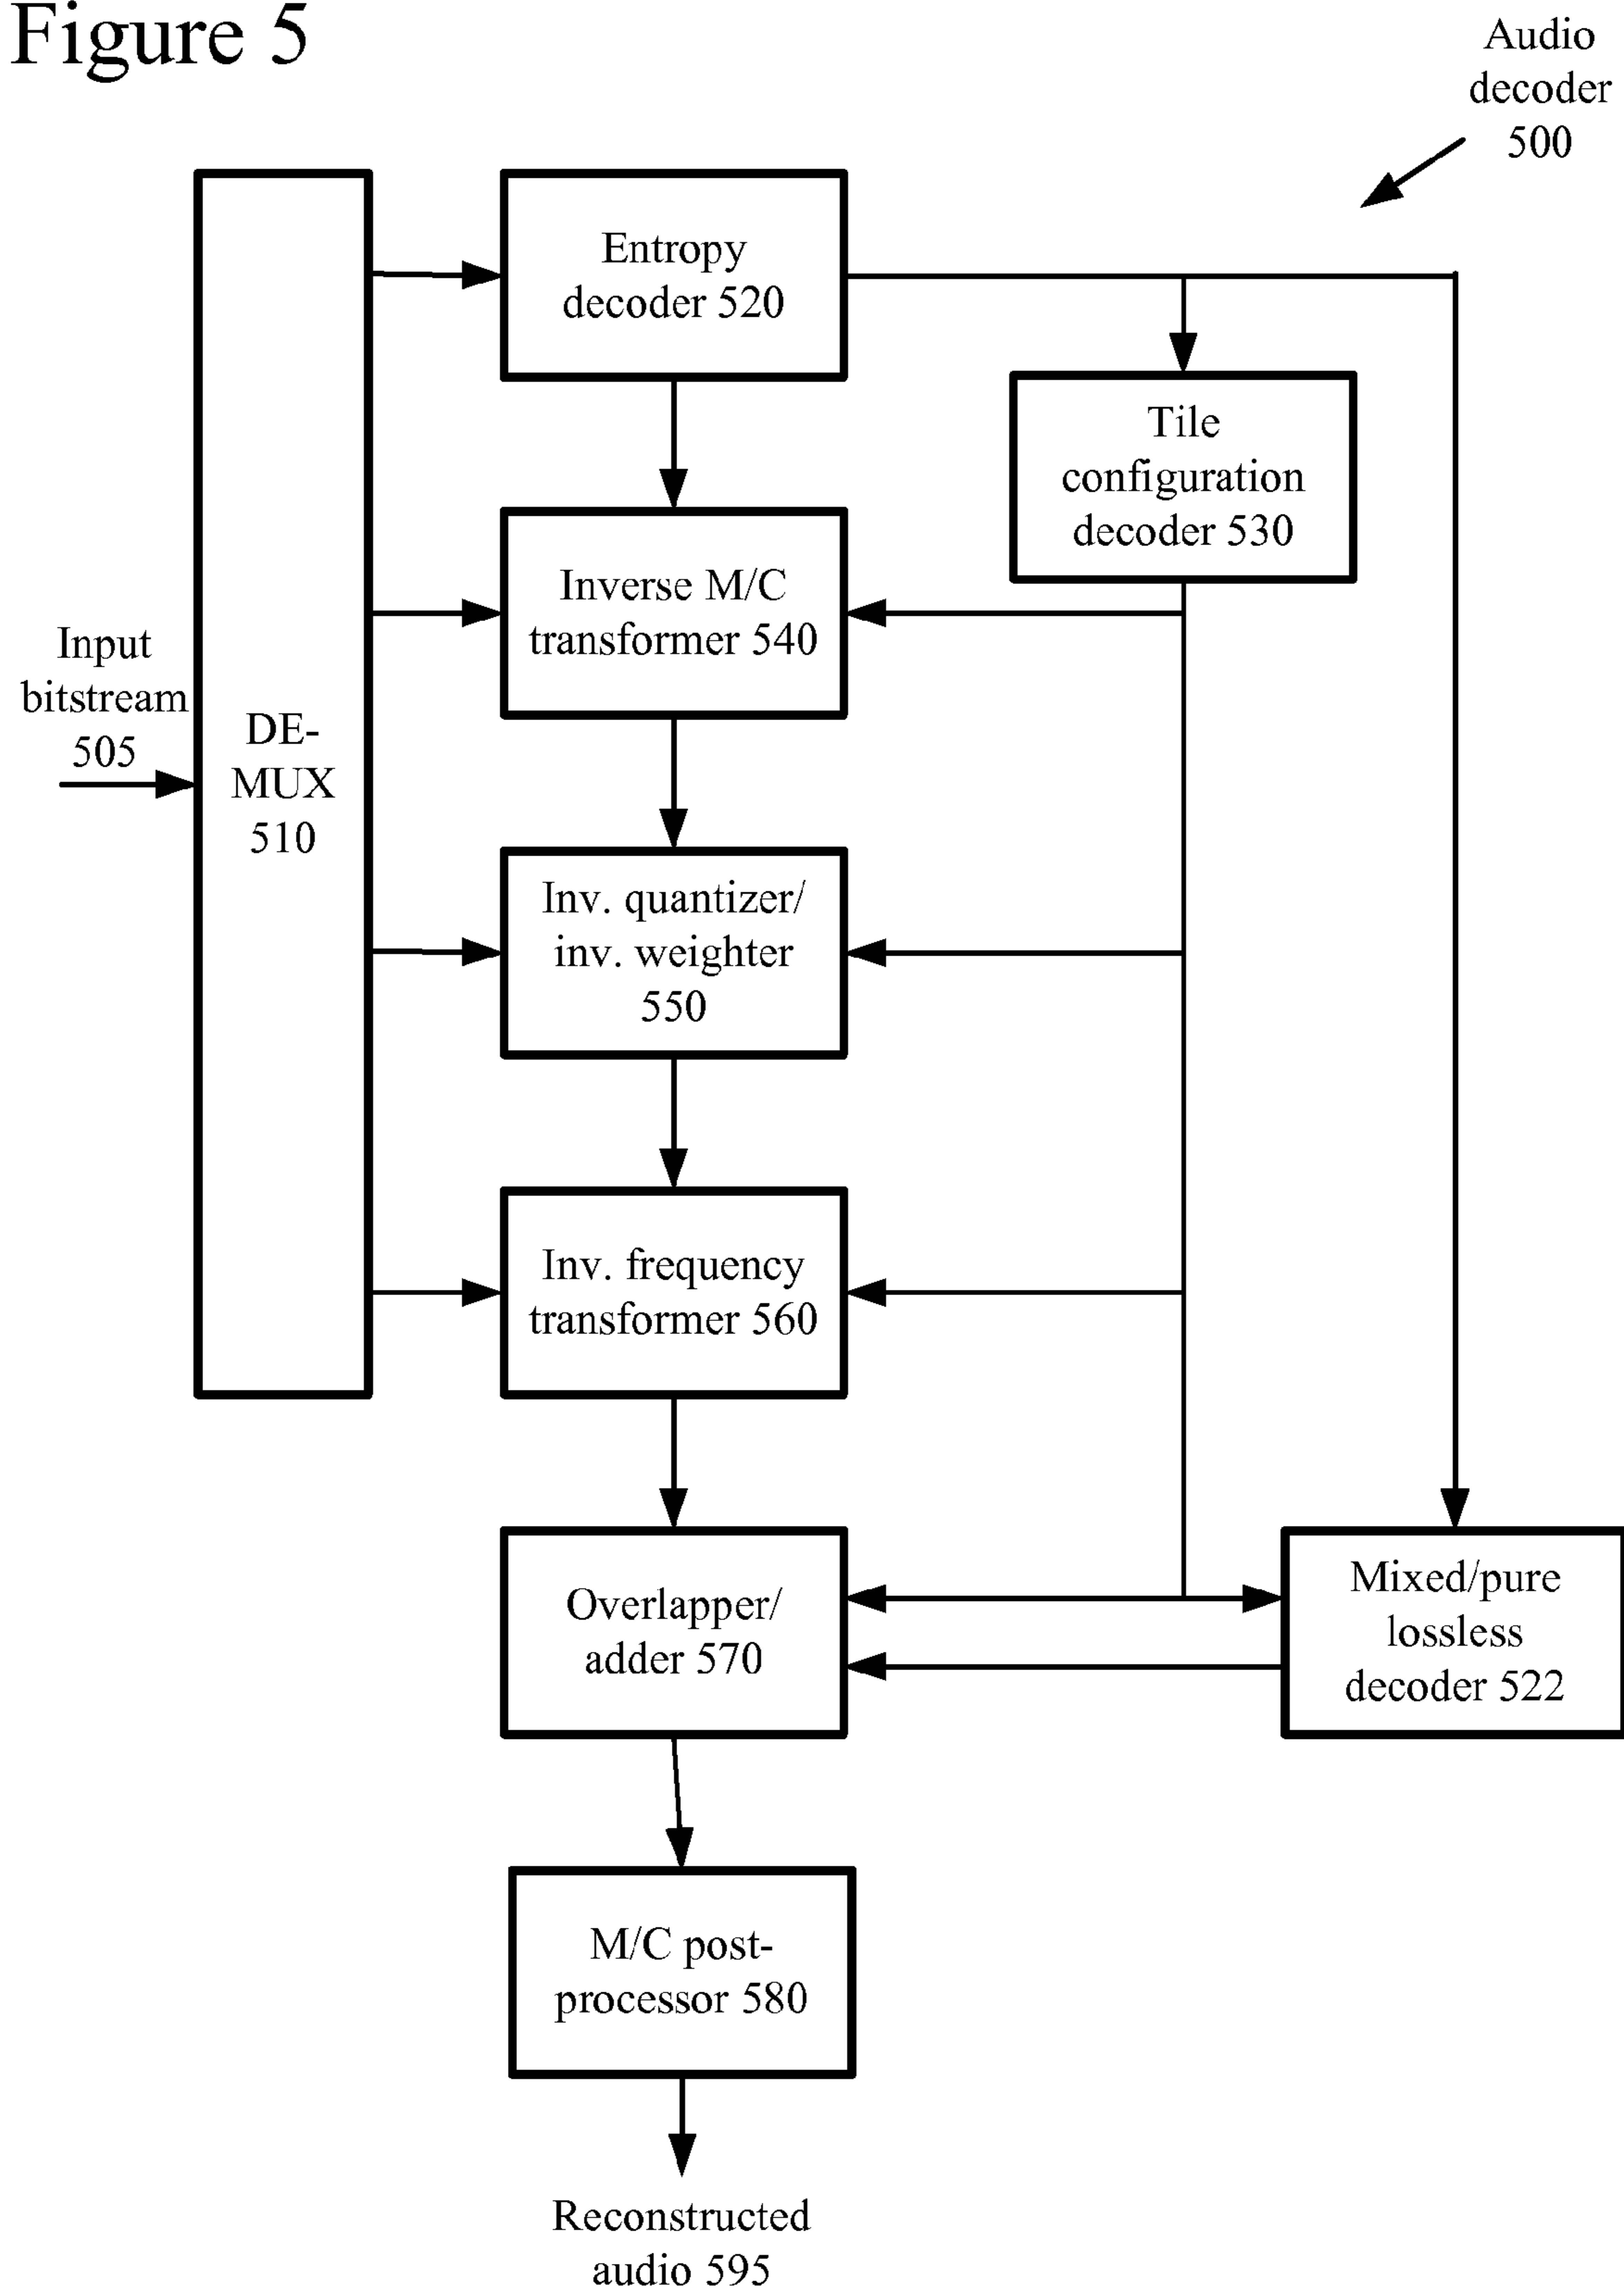 Figure 5
Audio
decoder
500
Entropy
decoder 520
Tile
configuration
decoder 530
Inverse M/C
transformer 540
Input
bitstream
505
DE-
MUX
510
Inv. quantizer/
inv. weighter
550
Inv. frequency
transformer 560
Overlapper/
adder 570
Mixed/pure
lossless
decoder 522
M/C post-
processor 580
Reconstructed
audio 595